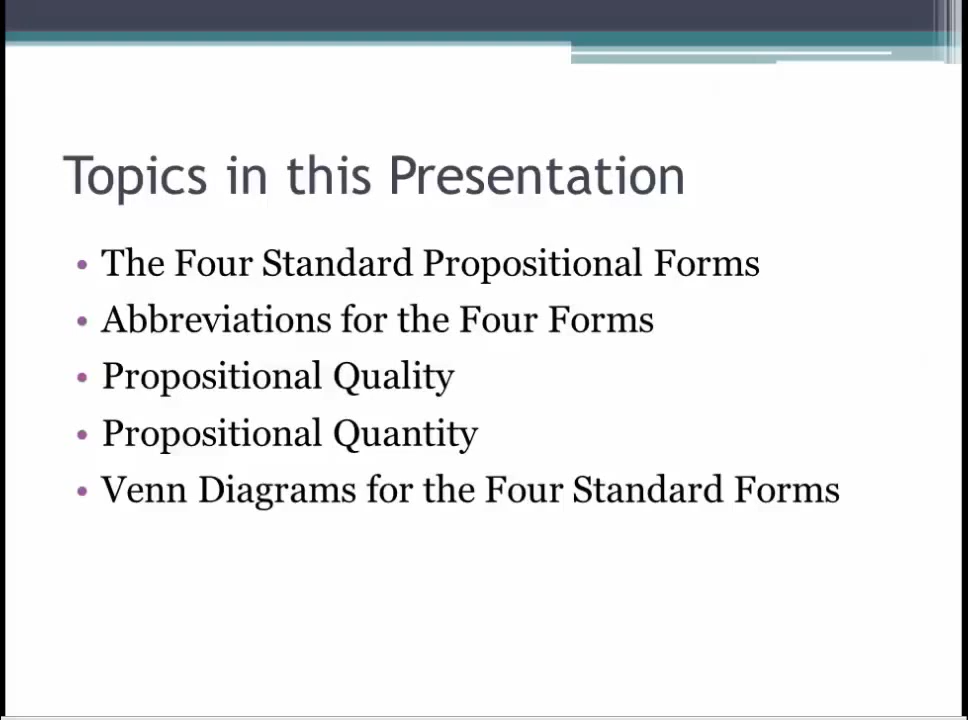 Topics in this Presentation
• The Four Standard Propositional Forms
• Abbreviations for the Four Forms
• Propositional Quality
• Propositional Quantity
• Venn Diagrams for the Four Standard Forms